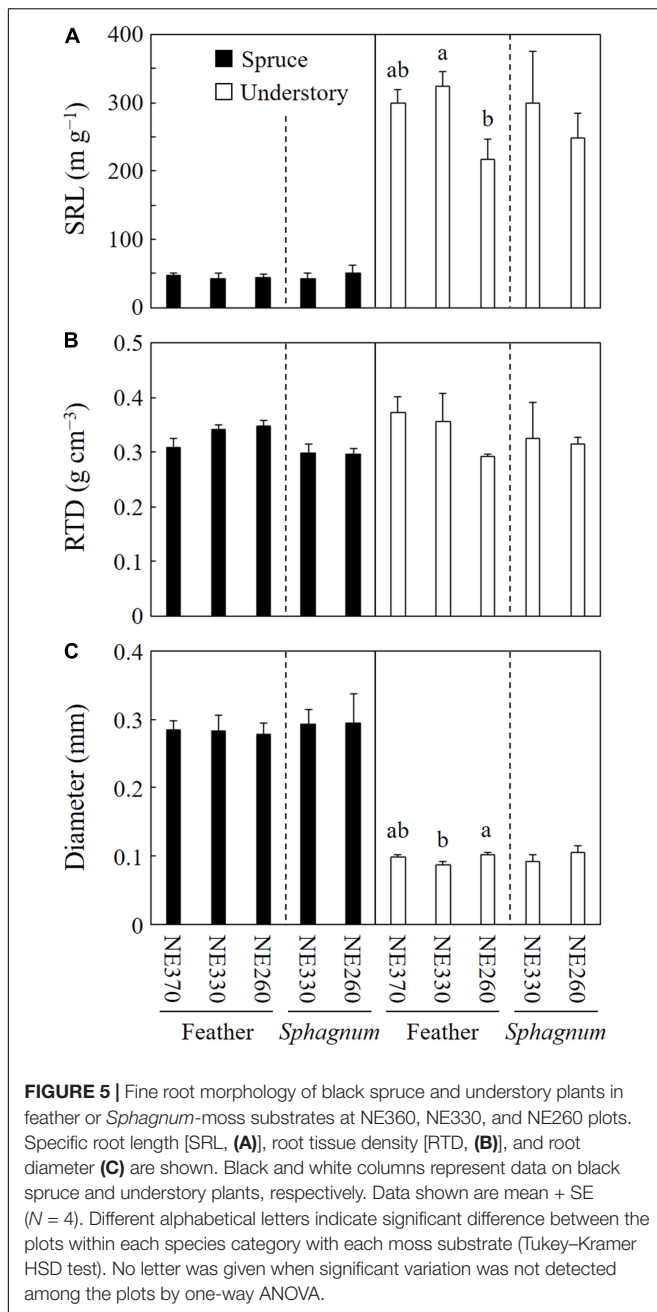 A
400
300
200
100
0
SRL (m g⁻¹)
Spruce
Understory
ab
a
b
B
0.5
0.4
0.3
0.2
0.1
0
RTD (g cm⁻³)
C
0.4
0.3
0.2
0.1
0
Diameter (mm)
ab
b
a
NE370 NE330 NE260 NE330 NE260 NE370 NE330 NE260 NE330 NE260
Feather Sphagnum Feather Sphagnum
FIGURE 5 | Fine root morphology of black spruce and understory plants in
feather or Sphagnum-moss substrates at NE360, NE330, and NE260 plots.
Specific root length [SRL, (A)], root tissue density [RTD, (B)], and root
diameter (C) are shown. Black and white columns represent data on black
spruce and understory plants, respectively. Data shown are mean + SE
(N = 4). Different alphabetical letters indicate significant difference between the
plots within each species category with each moss substrate (Tukey–Kramer
HSD test). No letter was given when significant variation was not detected
among the plots by one-way ANOVA.